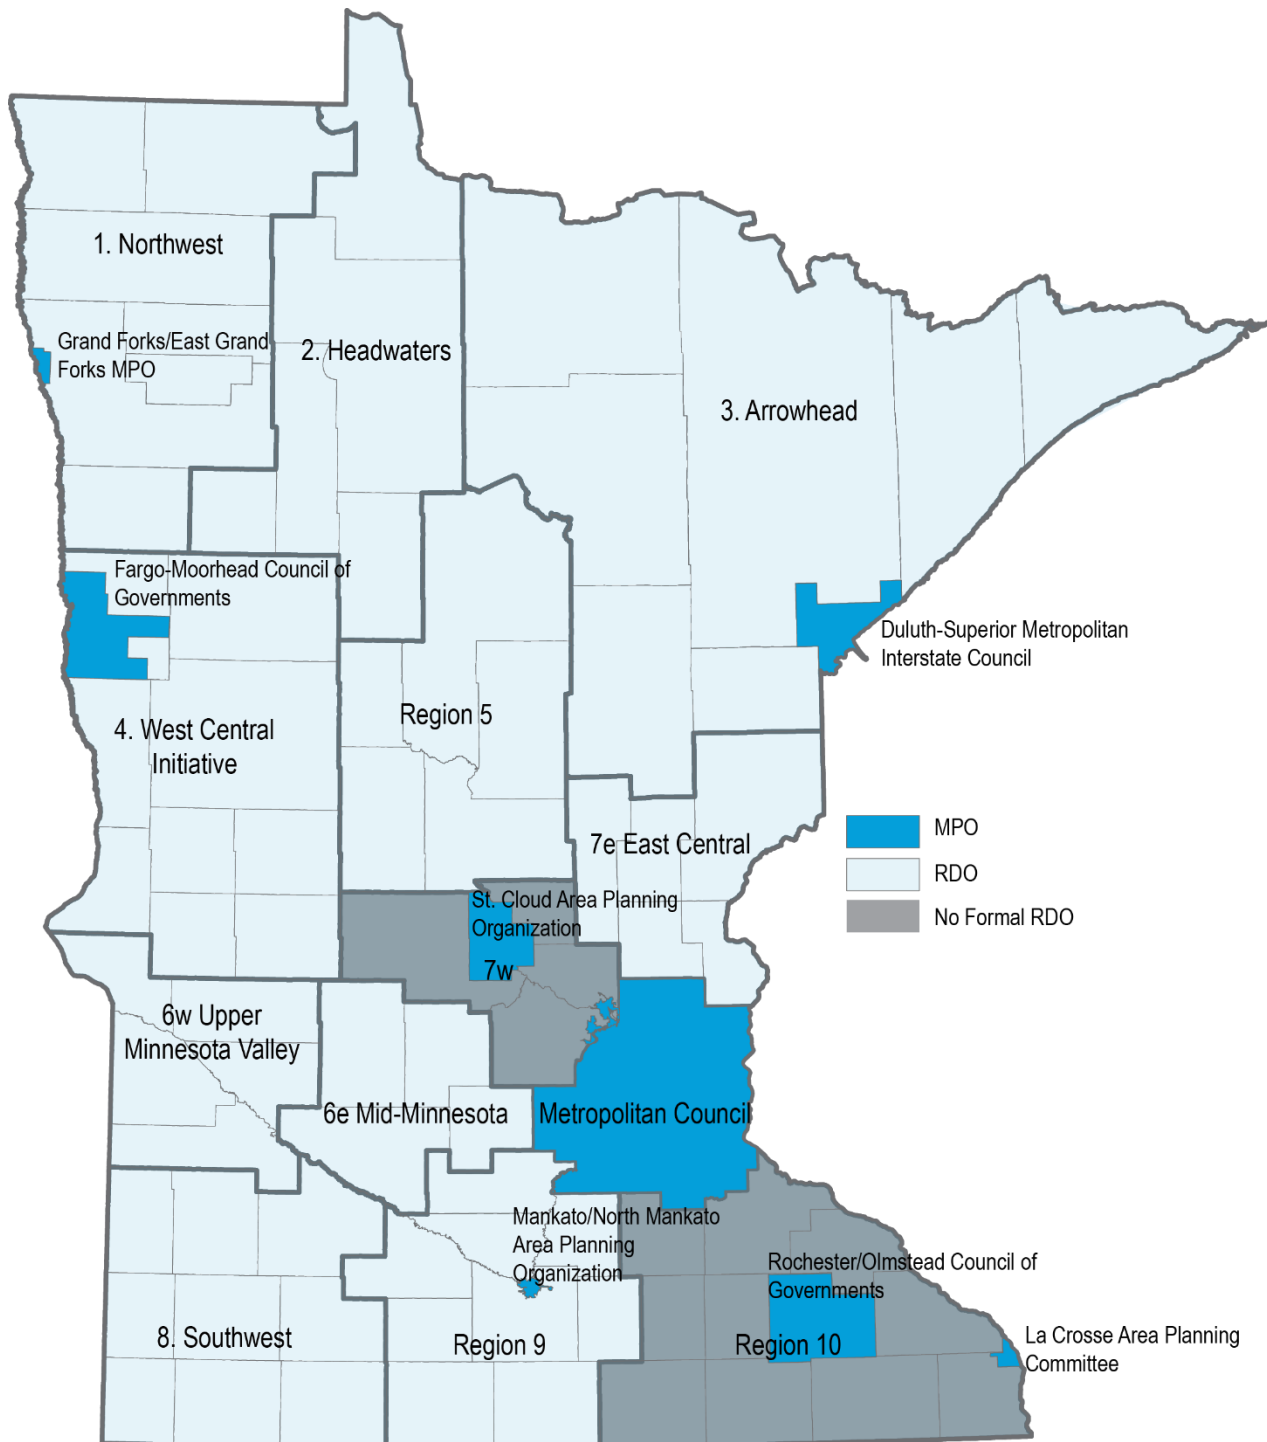 1. Northwest
Grand Forks/East Grand
Forks MPO
2. Headwaters
3. Arrowhead
Fargo-Moorhead Council of
Governments
Duluth-Superior Metropolitan
Interstate Council
4. West Central
Initiative
Region 5
7e East Central
MPO
RDO
No Formal RDO
St. Cloud Area Planning
Organization
7w
6w Upper
Minnesota Valley
6e Mid-Minnesota
Metropolitan Council
Mankato/North Mankato
Area Planning
Organization
Rochester/Olmstead Council of
Governments
8. Southwest
Region 9
Region 10
La Crosse Area Planning
Committee